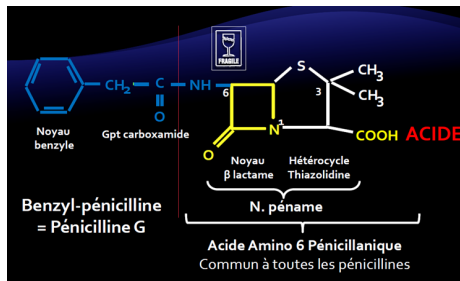 FRAGILE
S
CH₃
CH₃
3
CH₂
C
NH
6
O
N
1
O
COOH
ACIDE
Noyau
benzyle
Gpt carboxamide
Noyau
β lactame
Hétérocycle
Thiazolidine
N. péname
Benzyl-pénicilline
= Pénicilline G
Acide Amino 6 Pénicillanique
Commun à toutes les pénicillines